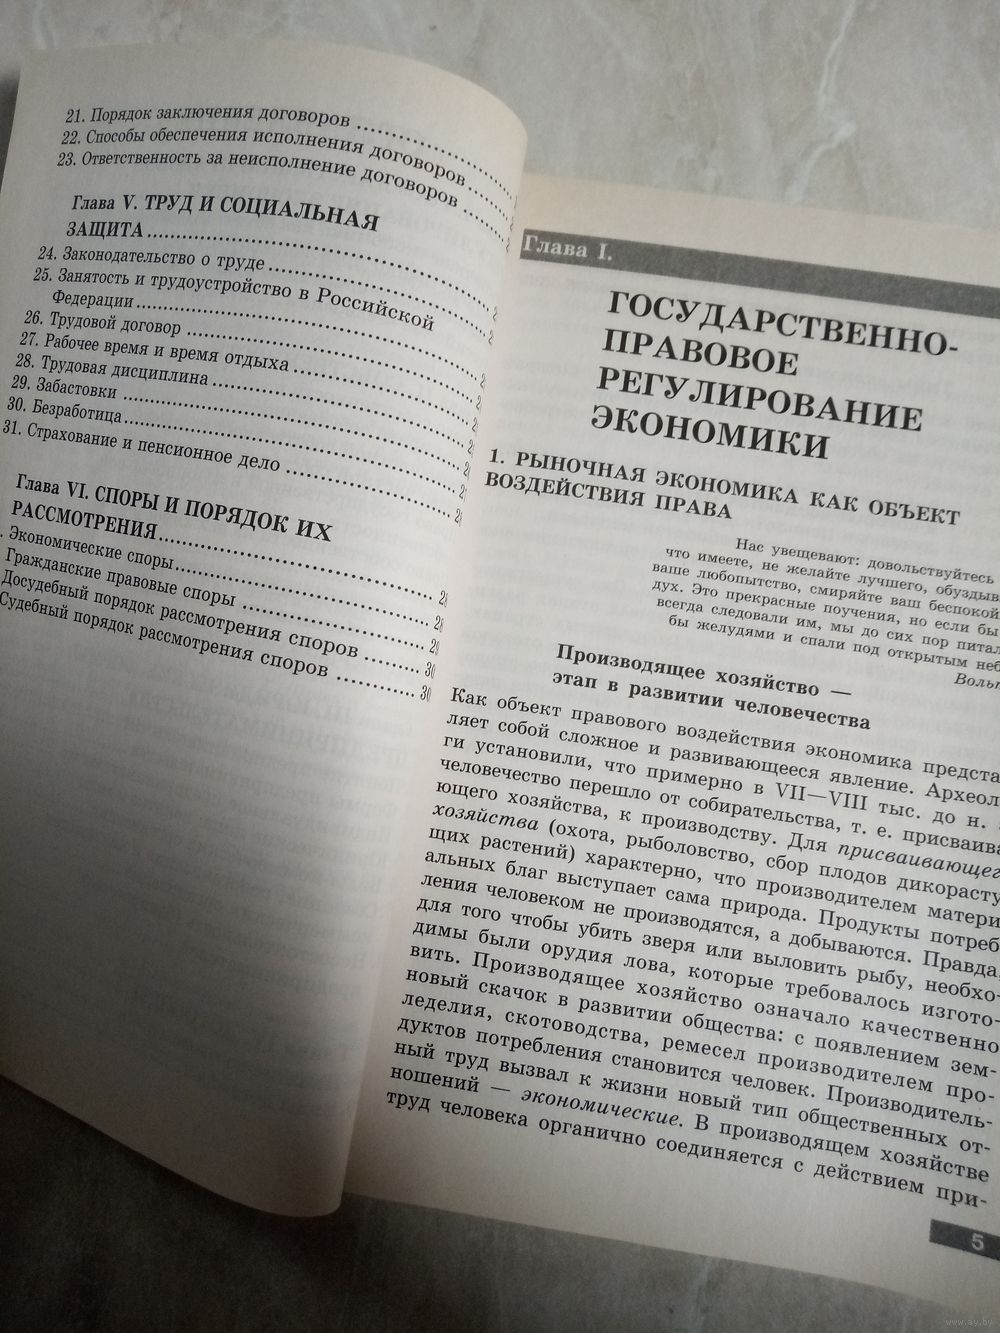 21. Порядок заключения договоров
22. Способы обеспечения исполнения договоров
23. Ответственность за неисполнение договоров
Глава V. ТРУД И СОЦИАЛЬНАЯ
ЗАЩИТА
24. Законодательство о труде
25. Занятость и трудоустройство в Российской
Федерации
26. Трудовой договор
27. Рабочее время и время отдыха
28. Трудовая дисциплина
29. Забастовки
30. Безработица
31. Страхование и пенсионное дело
Глава VI. СПОРЫ И ПОРЯДОК ИХ
РАССМОТРЕНИЯ
. Экономические споры
Гражданские правовые споры
Досудебный порядок рассмотрения споров
Судебный порядок рассмотрения споров
Глава I.
ГОСУДАРСТВЕННО-
ПРАВОВОЕ
РЕГУЛИРОВАНИЕ
ЭКОНОМИКИ
1. РЫНОЧНАЯ ЭКОНОМИКА КАК ОБЪЕКТ
ВОЗДЕЙСТВИЯ ПРАВА
Нас увещевают: довольствуйтесь
что имеете, не желайте лучшего, обуздыв
ваше любопытство, смиряйте ваш беспокой
дух. Это прекрасные поучения, но если бы
всегда следовали им, мы до сих пор питал
бы желудями и спали под открытым неб
Воль
Производящее хозяйство —
этап в развитии человечества
Как объект правового воздействия экономика предста
ляет собой сложное и развивающееся явление. Археол
ги установили, что примерно в VII—VIII тыс. до н.
человечество перешло от собирательства, т. е. присваива
ющего хозяйства, к производству. Для присваивающег
хозяйства (охота, рыболовство, сбор плодов дикорасту
щих растений) характерно, что производителем матери
альных благ выступает сама природа. Продукты потреб
ления человеком не производятся, а добываются. Правда,
для того чтобы убить зверя или выловить рыбу, необхо-
димы были орудия лова, которые требовалось изгото-
вить. Производящее хозяйство означало качественно
новый скачок в развитии общества: с появлением зем-
леделия, скотоводства, ремесел производителем про-
дуктов потребления становится человек. Производитель-
ный труд вызвал к жизни новый тип общественных от-
ношений — экономические. В производящем хозяйстве
труд человека органично соединяется с действием при-
5
www.ay.by